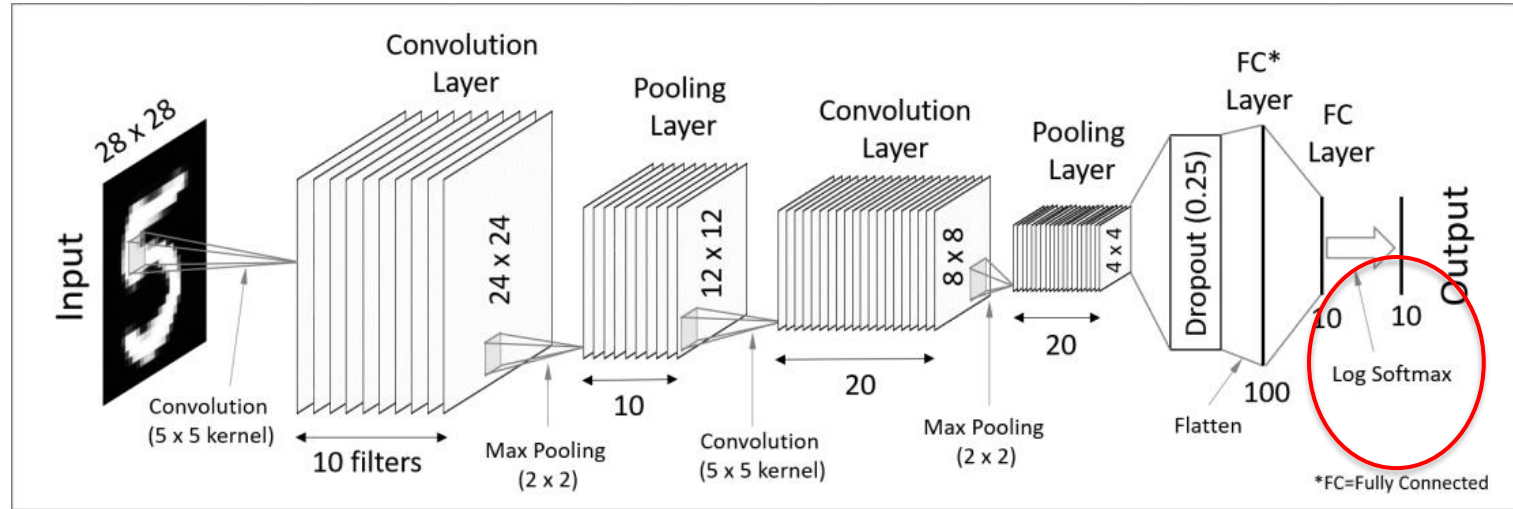 Input
28 x 28
Convolution
(5 x 5 kernel)
Convolution
Layer
24 x 24
10 filters
Max Pooling
(2 x 2)
Pooling
Layer
12 x 12
10
Convolution
(5 x 5 kernel)
Convolution
Layer
8 x 8
20
Max Pooling
(2 x 2)
Pooling
Layer
4 x 4
20
Dropout (0.25)
Flatten
FC*
Layer
100
FC
Layer
10
Log Softmax
10
Output
*FC=Fully Connected